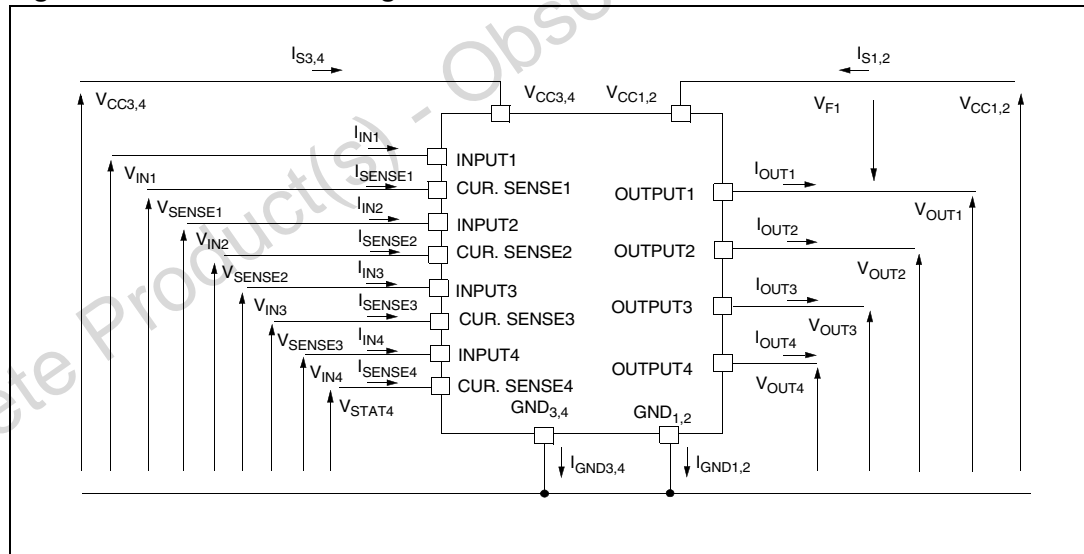 ete Product(s) - Obso
I_S3,4
I_S1,2
V_CC3,4
V_CC3,4
V_CC1,2
V_F1
V_CC1,2
I_IN1
INPUT1
V_IN1
I_SENSE1
CUR. SENSE1
OUTPUT1
I_OUT1
V_SENSE1
I_IN2
INPUT2
V_OUT1
V_IN2
I_SENSE2
CUR. SENSE2
OUTPUT2
I_OUT2
V_SENSE2
I_IN3
INPUT3
V_OUT2
V_IN3
I_SENSE3
CUR. SENSE3
OUTPUT3
I_OUT3
V_SENSE3
I_IN4
INPUT4
V_OUT3
V_IN4
I_SENSE4
CUR. SENSE4
OUTPUT4
I_OUT4
V_STAT4
V_OUT4
GND_3,4
GND_1,2
I_GND3,4
I_GND1,2